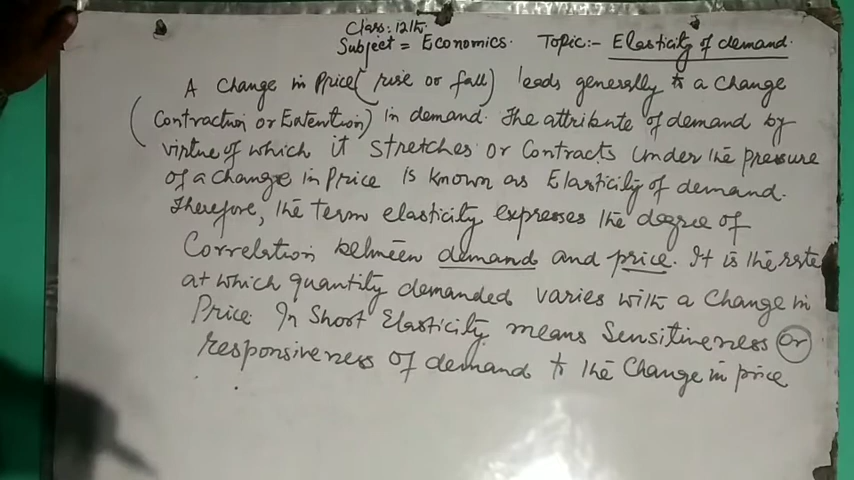 Class: 12th
Subject = Economics. Topic:- Elasticity of demand.
A Change in Price (rise or fall) leads generally to a change
(Contraction or Extention) in demand. The attribute of demand by
virtue of which it stretches or Contracts Under the pressure
of a change in Price is known as Elasticity of demand.
Therefore, the term elasticity expresses the degree of
Correlation between demand and price. It is the rate
at which quantity demanded varies with a Change in
Price In Short Elasticity means Sensitiveness or
responsiveness of demand to the Change in price